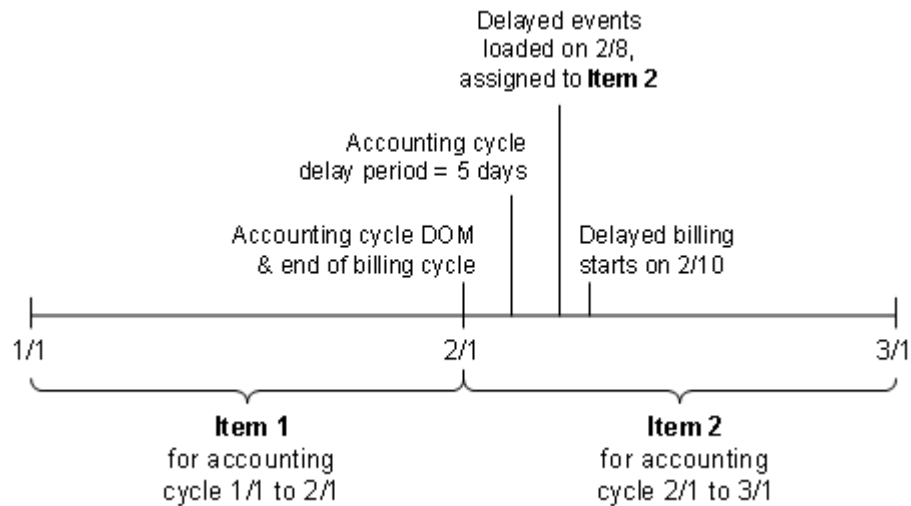 Delayed events
loaded on 2/8,
assigned to Item 2
Accounting cycle
delay period = 5 days
Accounting cycle DOM
& end of billing cycle
Delayed billing
starts on 2/10
1/1
2/1
3/1
Item 1
for accounting
cycle 1/1 to 2/1
Item 2
for accounting
cycle 2/1 to 3/1